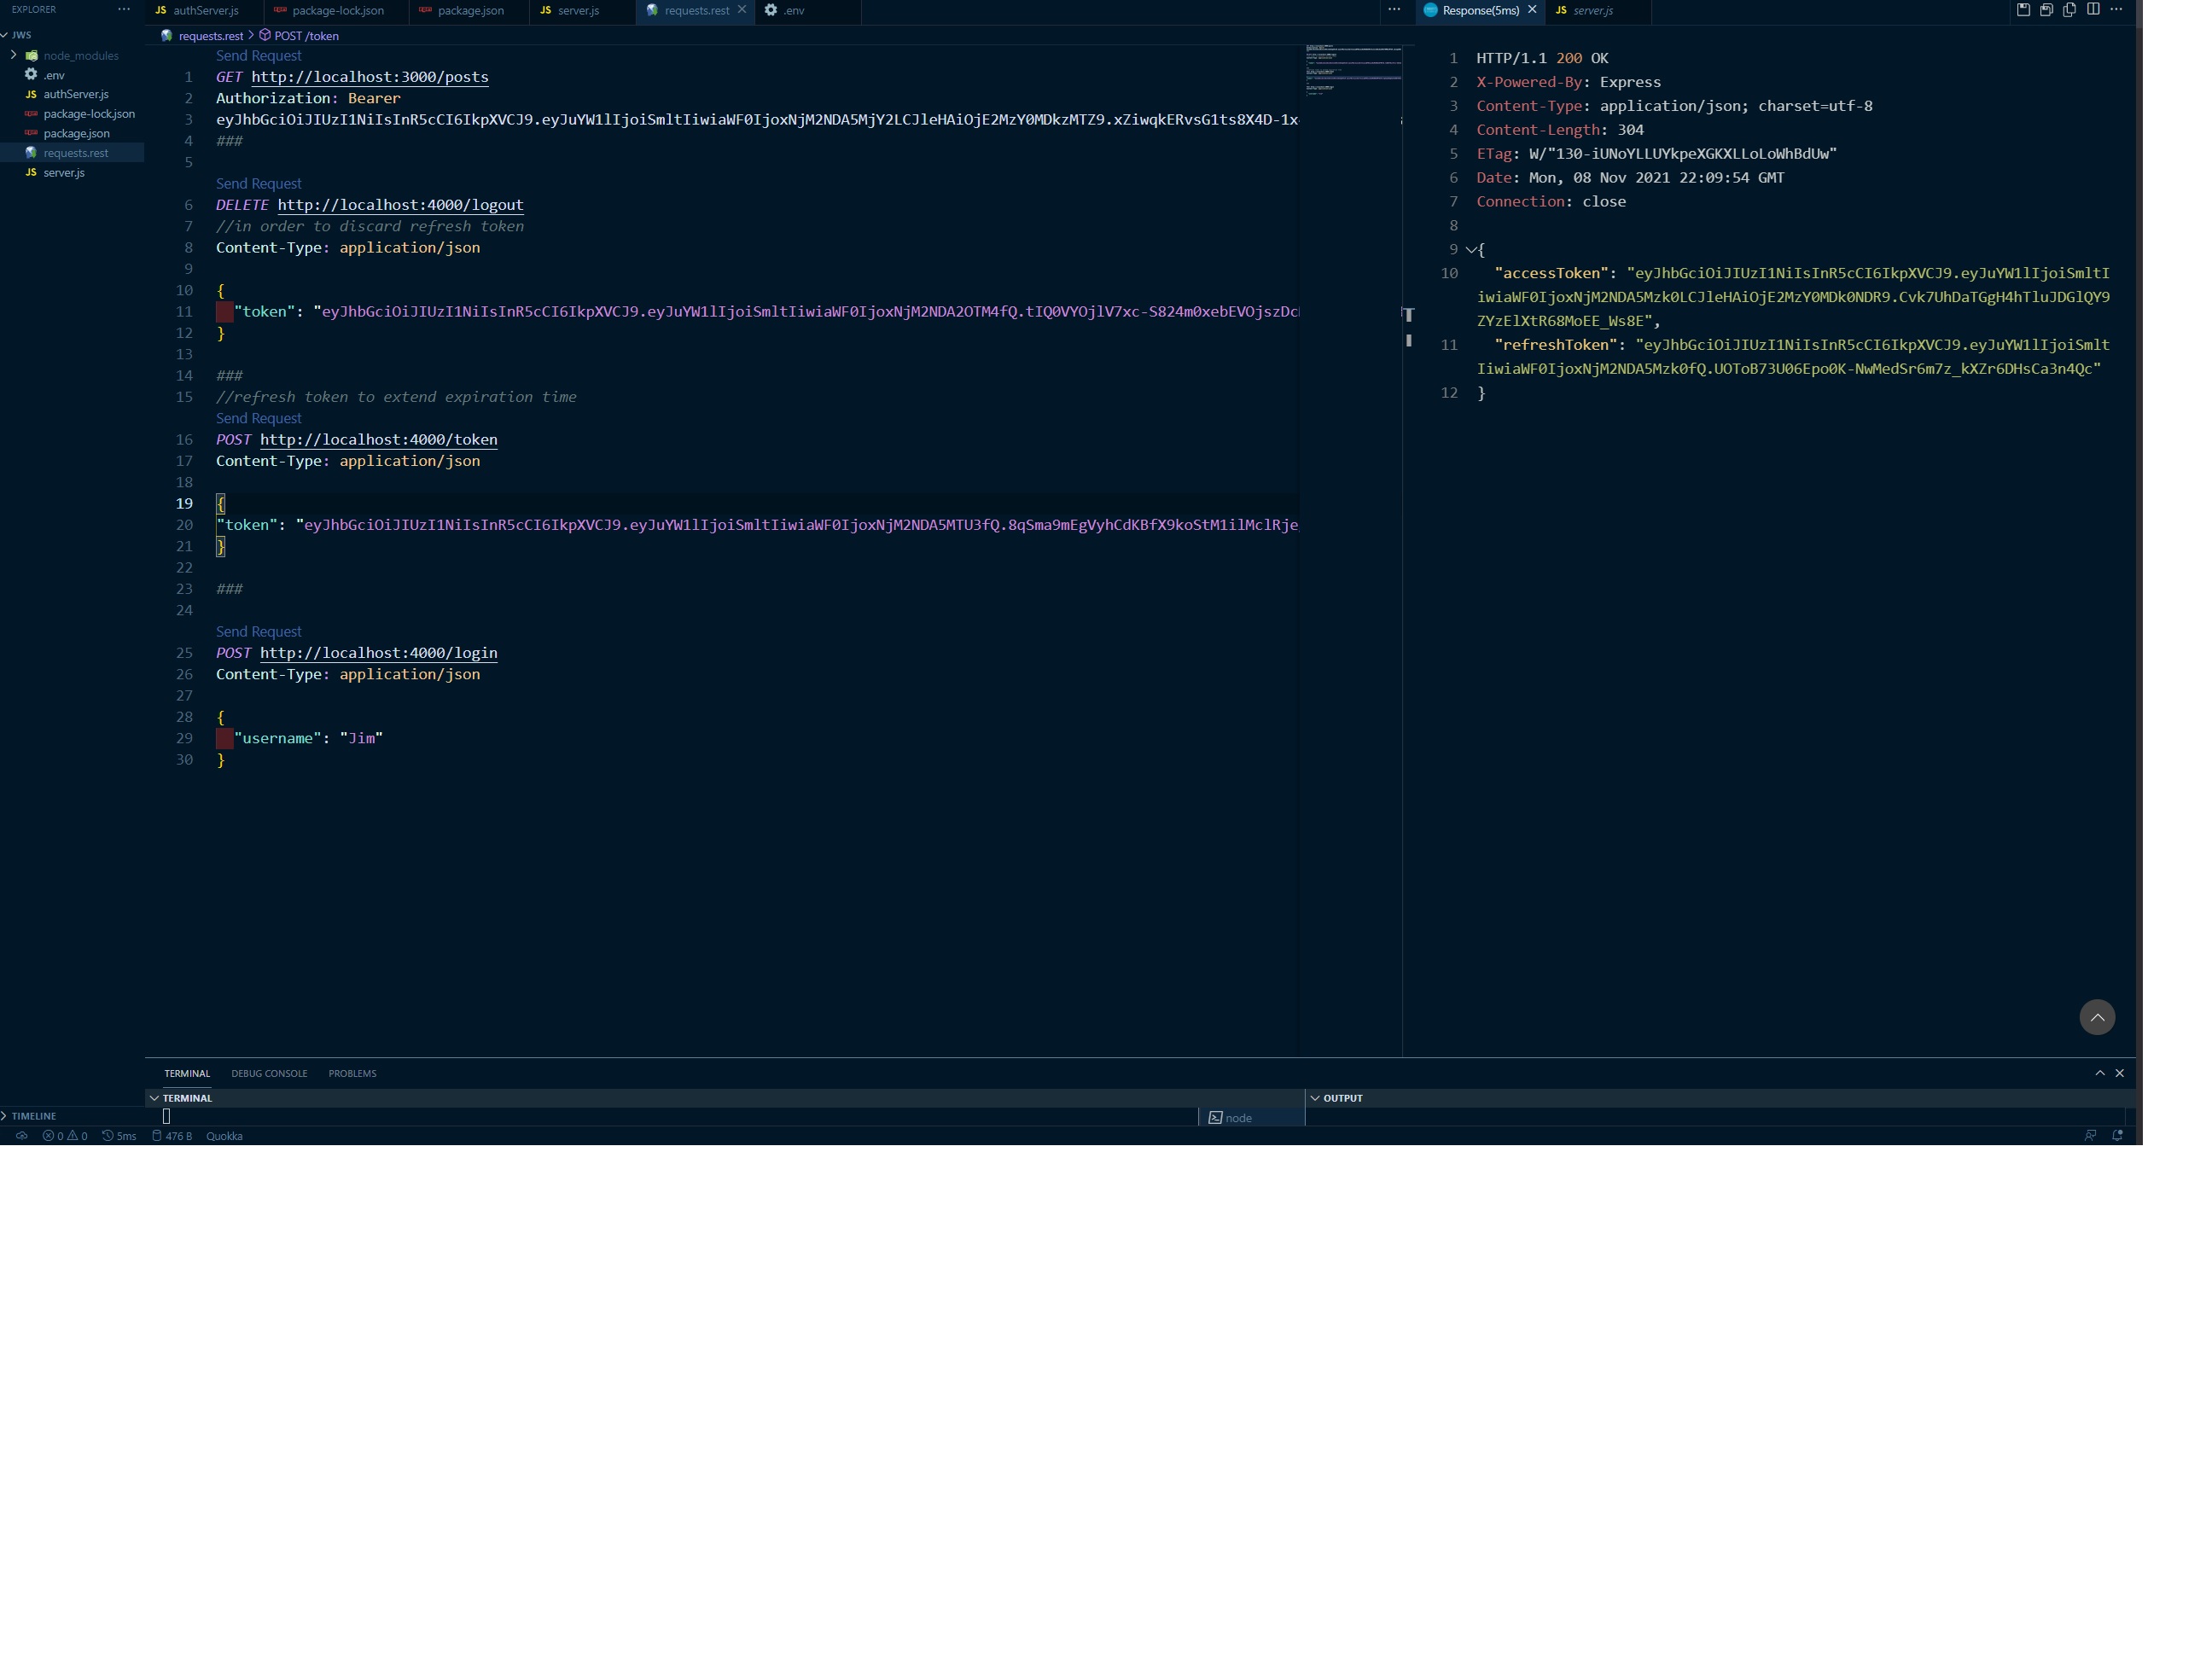 EXPLORER
JWS
node_modules
.env
authServer.js
package-lock.json
package.json
requests.rest
server.js
TIMELINE
JS authServer.js
package-lock.json
package.json
JS server.js
requests.rest
.env
requests.rest > POST /token
Send Request
1 GET http://localhost:3000/posts
2 Authorization: Bearer
3 eyJhbGciOiJIUzI1NiIsInR5cCI6IkpXVCJ9.eyJuYW1lIjoiSmltIiwiaWF0IjoxNjM2NDA5MjY2LCJleHAiOjE2MzY0MDkzMTZ9.xZiwqkERvsG1ts8X4D-1x
4 ###
5
Send Request
6 DELETE http://localhost:4000/logout
7 //in order to discard refresh token
8 Content-Type: application/json
9
10 {
11 "token": "eyJhbGciOiJIUzI1NiIsInR5cCI6IkpXVCJ9.eyJuYW1lIjoiSmltIiwiaWF0IjoxNjM2NDA2OTM4fQ.tIQ0VYOjlV7xc-S824m0xebEVOjszDc
12 }
13
14 ###
15 //refresh token to extend expiration time
Send Request
16 POST http://localhost:4000/token
17 Content-Type: application/json
18
19 {
20 "token": "eyJhbGciOiJIUzI1NiIsInR5cCI6IkpXVCJ9.eyJuYW1lIjoiSmltIiwiaWF0IjoxNjM2NDA5MTU3fQ.8qSma9mEgVyhCdKBfX9koStM1ilMclRje
21 }
22
23 ###
24
Send Request
25 POST http://localhost:4000/login
26 Content-Type: application/json
27
28 {
29 "username": "Jim"
30 }
Response(5ms)
JS server.js
1 HTTP/1.1 200 OK
2 X-Powered-By: Express
3 Content-Type: application/json; charset=utf-8
4 Content-Length: 304
5 ETag: W/"130-iUNoYLLUYkpeXGKXLLoLoWhBdUw"
6 Date: Mon, 08 Nov 2021 22:09:54 GMT
7 Connection: close
8
9 {
10 "accessToken": "eyJhbGciOiJIUzI1NiIsInR5cCI6IkpXVCJ9.eyJuYW1lIjoiSmltI
iwiaWF0IjoxNjM2NDA5Mzk0LCJleHAiOjE2MzY0MDk0NDR9.Cvk7UhDaTGgH4hTluJDGlQY9
ZYzElXtR68MoEE_Ws8E",
11 "refreshToken": "eyJhbGciOiJIUzI1NiIsInR5cCI6IkpXVCJ9.eyJuYW1lIjoiSmlt
IiwiaWF0IjoxNjM2NDA5Mzk0fQ.UOToB73U06Epo0K-NwMedSr6m7z_kXZr6DHsCa3n4Qc"
12 }
TERMINAL DEBUG CONSOLE PROBLEMS
TERMINAL
node
OUTPUT
0 0 5ms 476 B Quokka